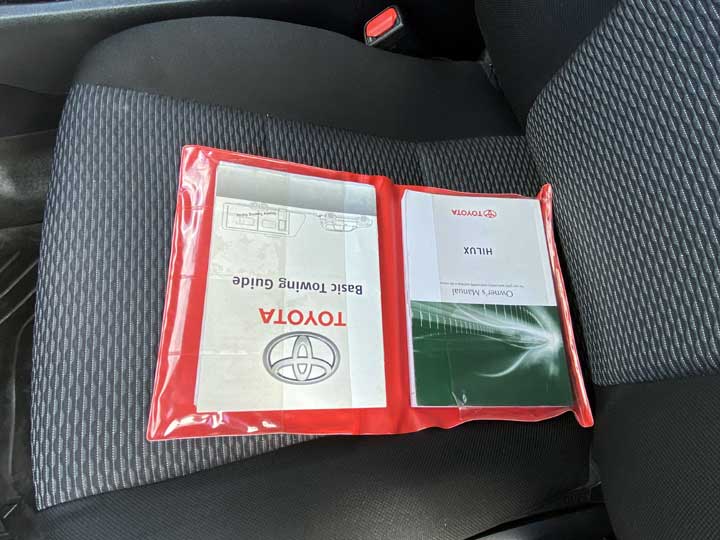 TOYOTA
Basic Towing Guide
TOYOTA
HILUX
Owner's Manual